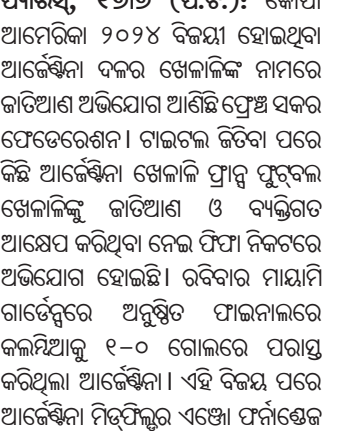 ପ୍ୟାରିସ୍, ୧୭।୭ (ପି.ଟି.): କୋପା
ଆମେରିକା ୨୦୨୪ ବିଜୟୀ ହୋଇଥିବା
ଆର୍ଜେଣ୍ଟିନା ଦଳର ଖେଳାଳିଙ୍କ ନାମରେ
ଜାତିଆଣ ଅଭିଯୋଗ ଆଣିଛି ଫ୍ରେଞ୍ଚ ସକର
ଫେଡେରେଶନ। ଟାଇଟଲ ଜିତିବା ପରେ
କିଛି ଆର୍ଜେଣ୍ଟିନା ଖେଳାଳି ଫ୍ରାନ୍ସ ଫୁଟ୍‌ବଲ
ଖେଳାଳିଙ୍କୁ ଜାତିଆଣ ଓ ବ୍ୟକ୍ତିଗତ
ଆକ୍ଷେପ କରିଥିବା ନେଇ ଫିଫା ନିକଟରେ
ଅଭିଯୋଗ ହୋଇଛି। ରବିବାର ମାୟାମି
ଗାର୍ଡେନ୍ସରେ ଅନୁଷ୍ଠିତ ଫାଇନାଲରେ
କଲମ୍ବିଆକୁ ୧-୦ ଗୋଲରେ ପରାସ୍ତ
କରିଥିଲା ଆର୍ଜେଣ୍ଟିନା। ଏହି ବିଜୟ ପରେ
ଆର୍ଜେଣ୍ଟିନା ମିଡ୍‌ଫିଲ୍ଡର ଏଞ୍ଜୋ ଫର୍ନାଣ୍ଡେଜ